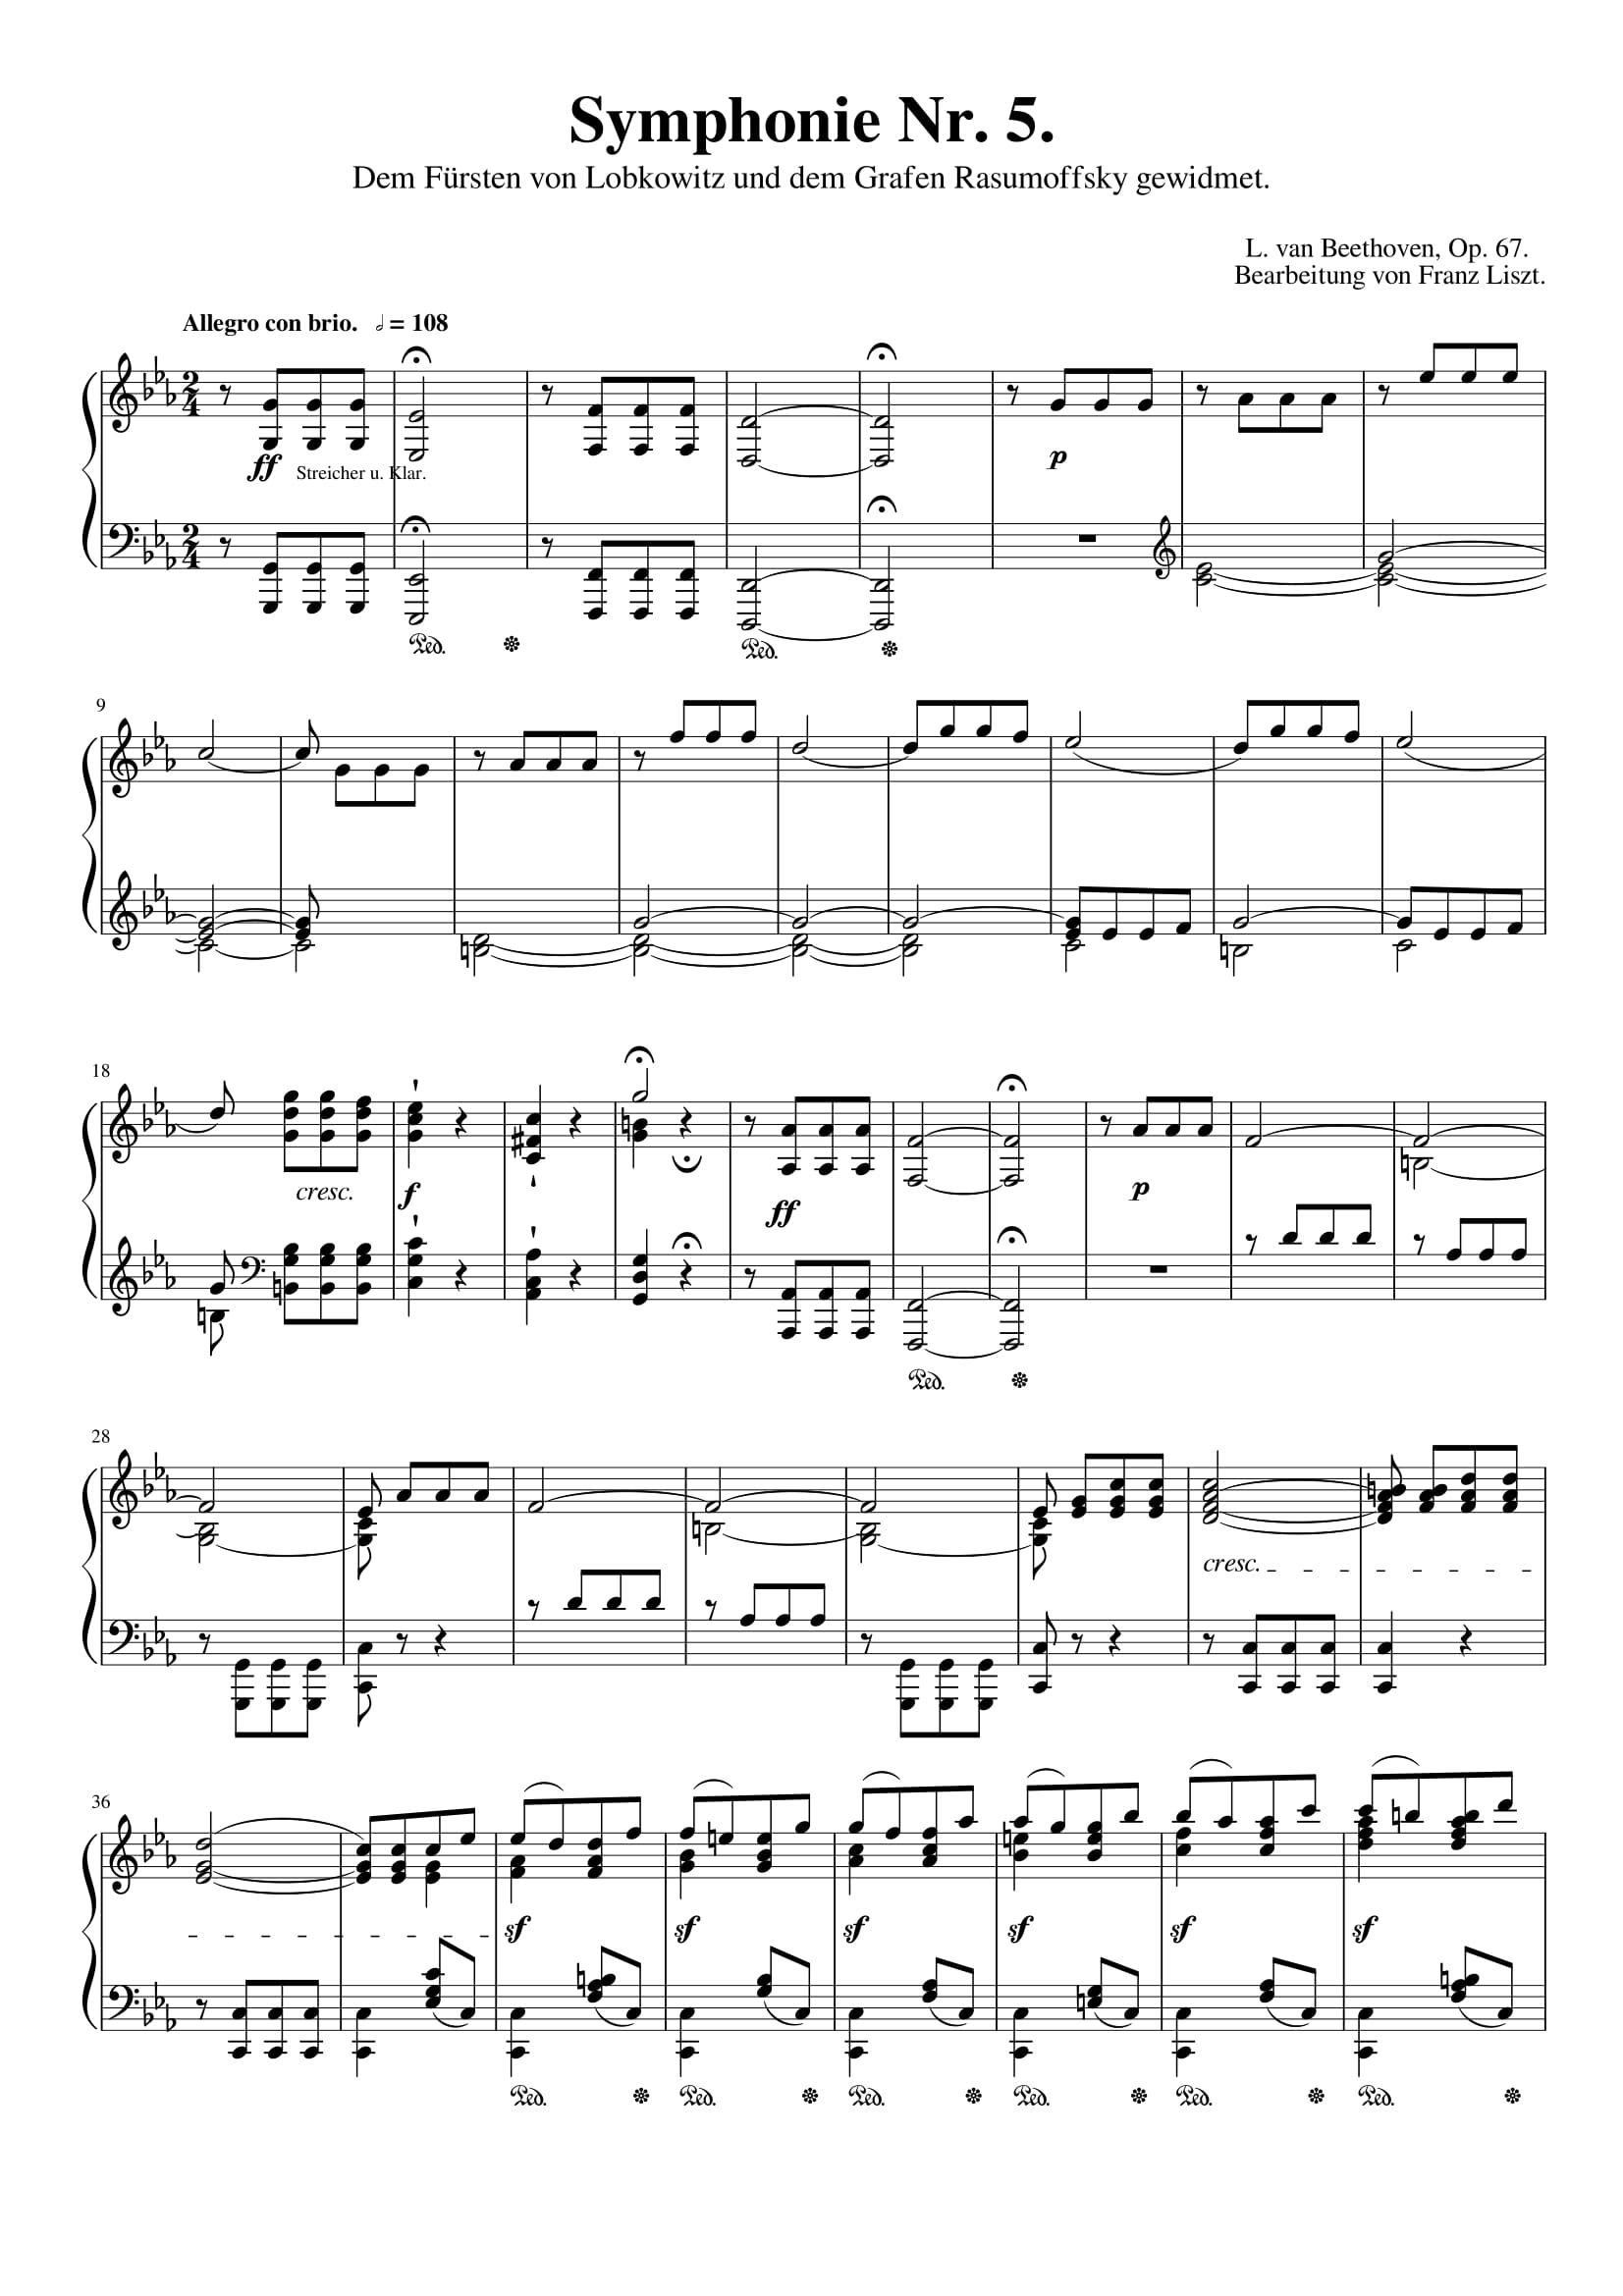 Symphonie Nr. 5.
Dem Fürsten von Lobkowitz und dem Grafen Rasumoffsky gewidmet.
L. van Beethoven, Op. 67.
Bearbeitung von Franz Liszt.
Allegro con brio. 𝅗𝅥 = 108
2 4
ff Streicher u. Klar. p
2 4
Ped. Ped.
9
18
cresc. f ff p
Ped.
28
cresc.
36
sf sf sf sf sf sf
Ped. Ped. Ped. Ped. Ped. Ped.